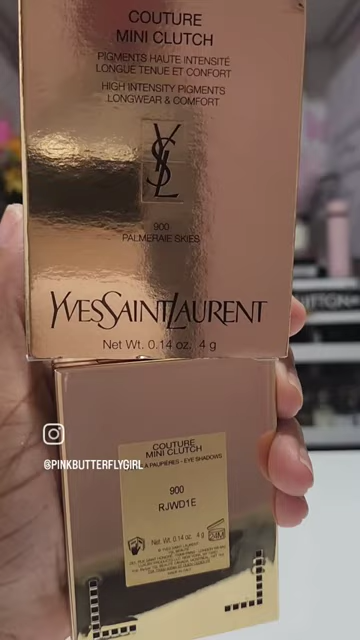 COUTURE
MINI CLUTCH
PIGMENTS HAUTE INTENSITÉ
LONGUE TENUE ET CONFORT
HIGH INTENSITY PIGMENTS
LONGWEAR & COMFORT
YSL
900
PALMERAIE SKIES
YVESSAINTLAURENT
Net Wt. 0.14 oz. 4 g
@PINKBUTTERFLYGIRL
COUTURE
MINI CLUTCH
À PAUPIÈRES - EYE SHADOWS
900
RJWD1E
Net Wt. 0.14 oz. 4 g
24M